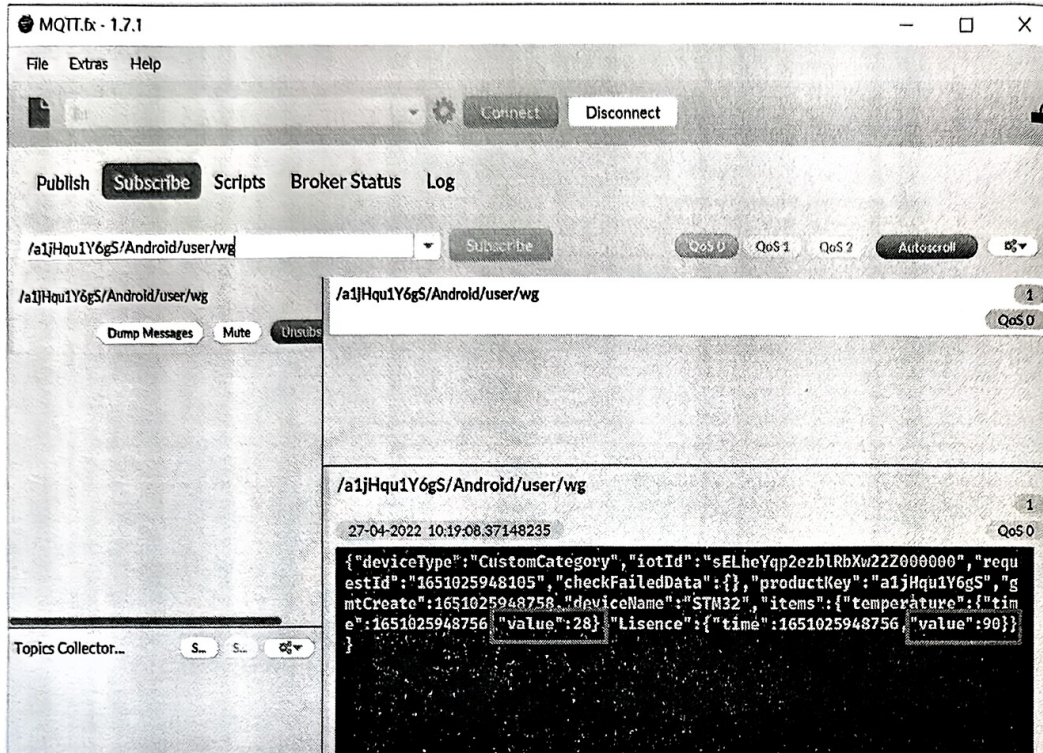 MQTT.fx - 1.7.1
File Extras Help
Connect Disconnect
Publish Subscribe Scripts Broker Status Log
/a1jHqu1Y6gS/Android/user/wg Subscribe QoS 0 QoS 1 QoS 2 Autoscroll
/a1jHqu1Y6gS/Android/user/wg
Dump Messages Mute Unsubs
/a1jHqu1Y6gS/Android/user/wg 1
QoS 0
/a1jHqu1Y6gS/Android/user/wg
1
27-04-2022 10:19:08.37148235 QoS 0
{"deviceType":"CustomCategory","iotId":"sELheYqp2ezblRbXw22Z000000","requ
estId":"1651025948105","checkFailedData":{},"productKey":"a1jHqu1Y6gS","g
mtCreate":1651025948758,"deviceName":"STM32","items":{"temperature":{"tim
e":1651025948756,"value":28},"Lisence":{"time":1651025948756,"value":90}}
}
Topics Collector... S... S...